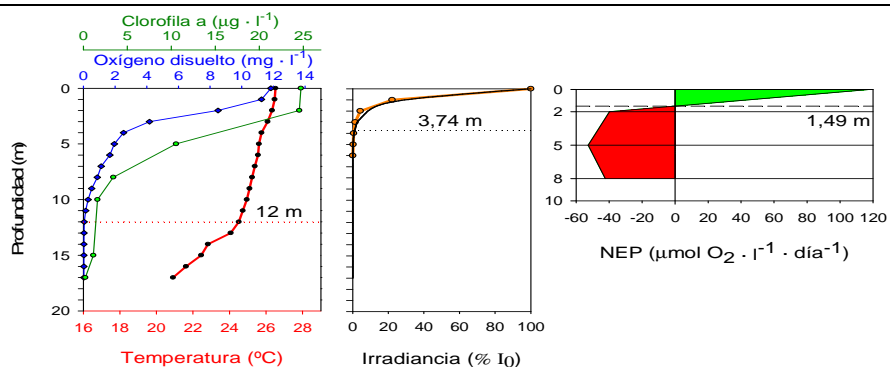 Clorofila a (µg · l⁻¹)
0 5 10 15 20 25
Oxígeno disuelto (mg · l⁻¹)
0 2 4 6 8 10 12 14
Profundidad (m)
0
5
10
15
20
12 m
16 18 20 22 24 26 28
Temperatura (ºC)
3,74 m
0 20 40 60 80 100
Irradiancia (% I₀)
0
2
5
8
10
1,49 m
-60 -40 -20 0 20 40 60 80 100 120
NEP (µmol O₂ · l⁻¹ · día⁻¹)